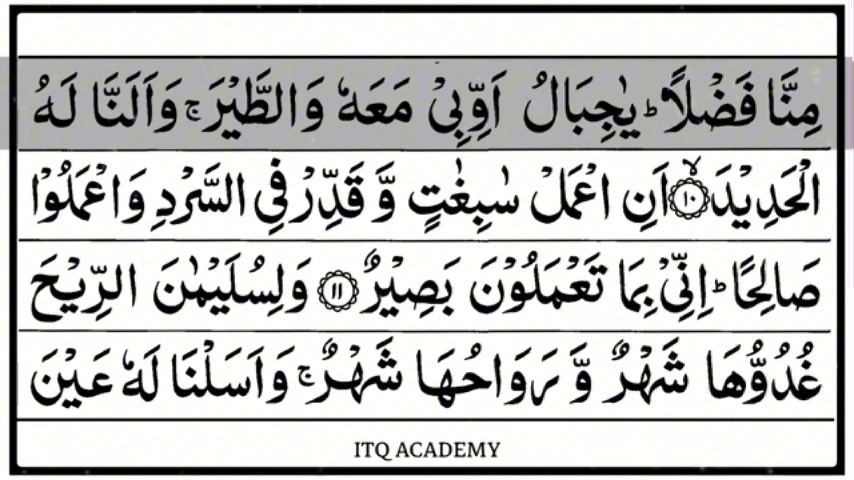 مِنَّا فَضْلًا ؕ یٰجِبَالُ اَوِّبِیْ مَعَهٗ وَالطَّیْرَ ۚ وَاَلَنَّا لَهُ
الْحَدِیْدَ ۙ﴿۱۰﴾ اَنِ اعْمَلْ سٰبِغٰتٍ وَّ قَدِّرْ فِی السَّرْدِ وَاعْمَلُوْا
صَالِحًا ؕ اِنِّیْ بِمَا تَعْمَلُوْنَ بَصِیْرٌ ﴿۱۱﴾ وَلِسُلَیْمٰنَ الرِّیْحَ
غُدُوُّهَا شَهْرٌ وَّ رَوَاحُهَا شَهْرٌ ۚ وَاَسَلْنَا لَهٗ عَیْنَ
ITQ ACADEMY